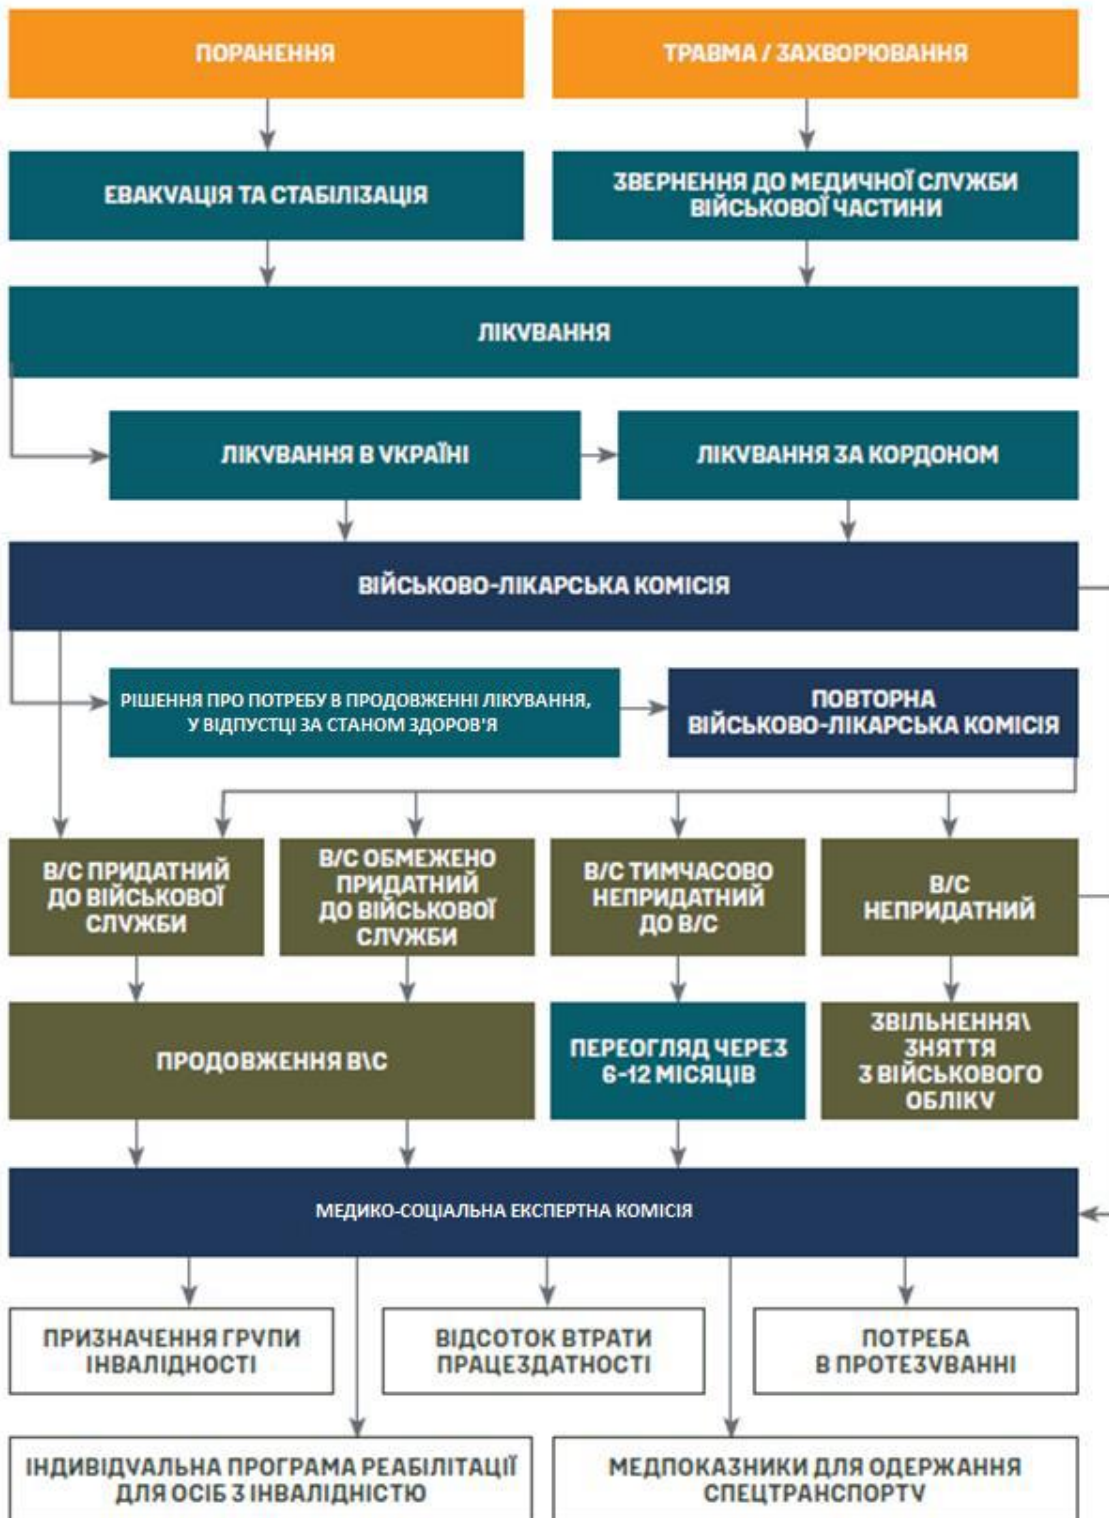 ПОРАНЕННЯ
ТРАВМА / ЗАХВОРЮВАННЯ
ЕВАКУАЦІЯ ТА СТАБІЛІЗАЦІЯ
ЗВЕРНЕННЯ ДО МЕДИЧНОЇ СЛУЖБИ
ВІЙСЬКОВОЇ ЧАСТИНИ
ЛІКУВАННЯ
ЛІКУВАННЯ В УКРАЇНІ
ЛІКУВАННЯ ЗА КОРДОНОМ
ВІЙСЬКОВО-ЛІКАРСЬКА КОМІСІЯ
РІШЕННЯ ПРО ПОТРЕБУ В ПРОДОВЖЕННІ ЛІКУВАННЯ,
У ВІДПУСТЦІ ЗА СТАНОМ ЗДОРОВ'Я
ПОВТОРНА
ВІЙСЬКОВО-ЛІКАРСЬКА КОМІСІЯ
В/С ПРИДАТНИЙ
ДО ВІЙСЬКОВОЇ
СЛУЖБИ
В/С ОБМЕЖЕНО
ПРИДАТНИЙ
ДО ВІЙСЬКОВОЇ
СЛУЖБИ
В/С ТИМЧАСОВО
НЕПРИДАТНИЙ
ДО В/С
В/С
НЕПРИДАТНИЙ
ПРОДОВЖЕННЯ В\С
ПЕРЕОГЛЯД ЧЕРЕЗ
6-12 МІСЯЦІВ
ЗВІЛЬНЕННЯ\
ЗНЯТТЯ
З ВІЙСЬКОВОГО
ОБЛІКУ
МЕДИКО-СОЦІАЛЬНА ЕКСПЕРТНА КОМІСІЯ
ПРИЗНАЧЕННЯ ГРУПИ
ІНВАЛІДНОСТІ
ВІДСОТОК ВТРАТИ
ПРАЦЕЗДАТНОСТІ
ПОТРЕБА
В ПРОТЕЗУВАННІ
ІНДИВІДУАЛЬНА ПРОГРАМА РЕАБІЛІТАЦІЇ
ДЛЯ ОСІБ З ІНВАЛІДНІСТЮ
МЕДПОКАЗНИКИ ДЛЯ ОДЕРЖАННЯ
СПЕЦТРАНСПОРТУ